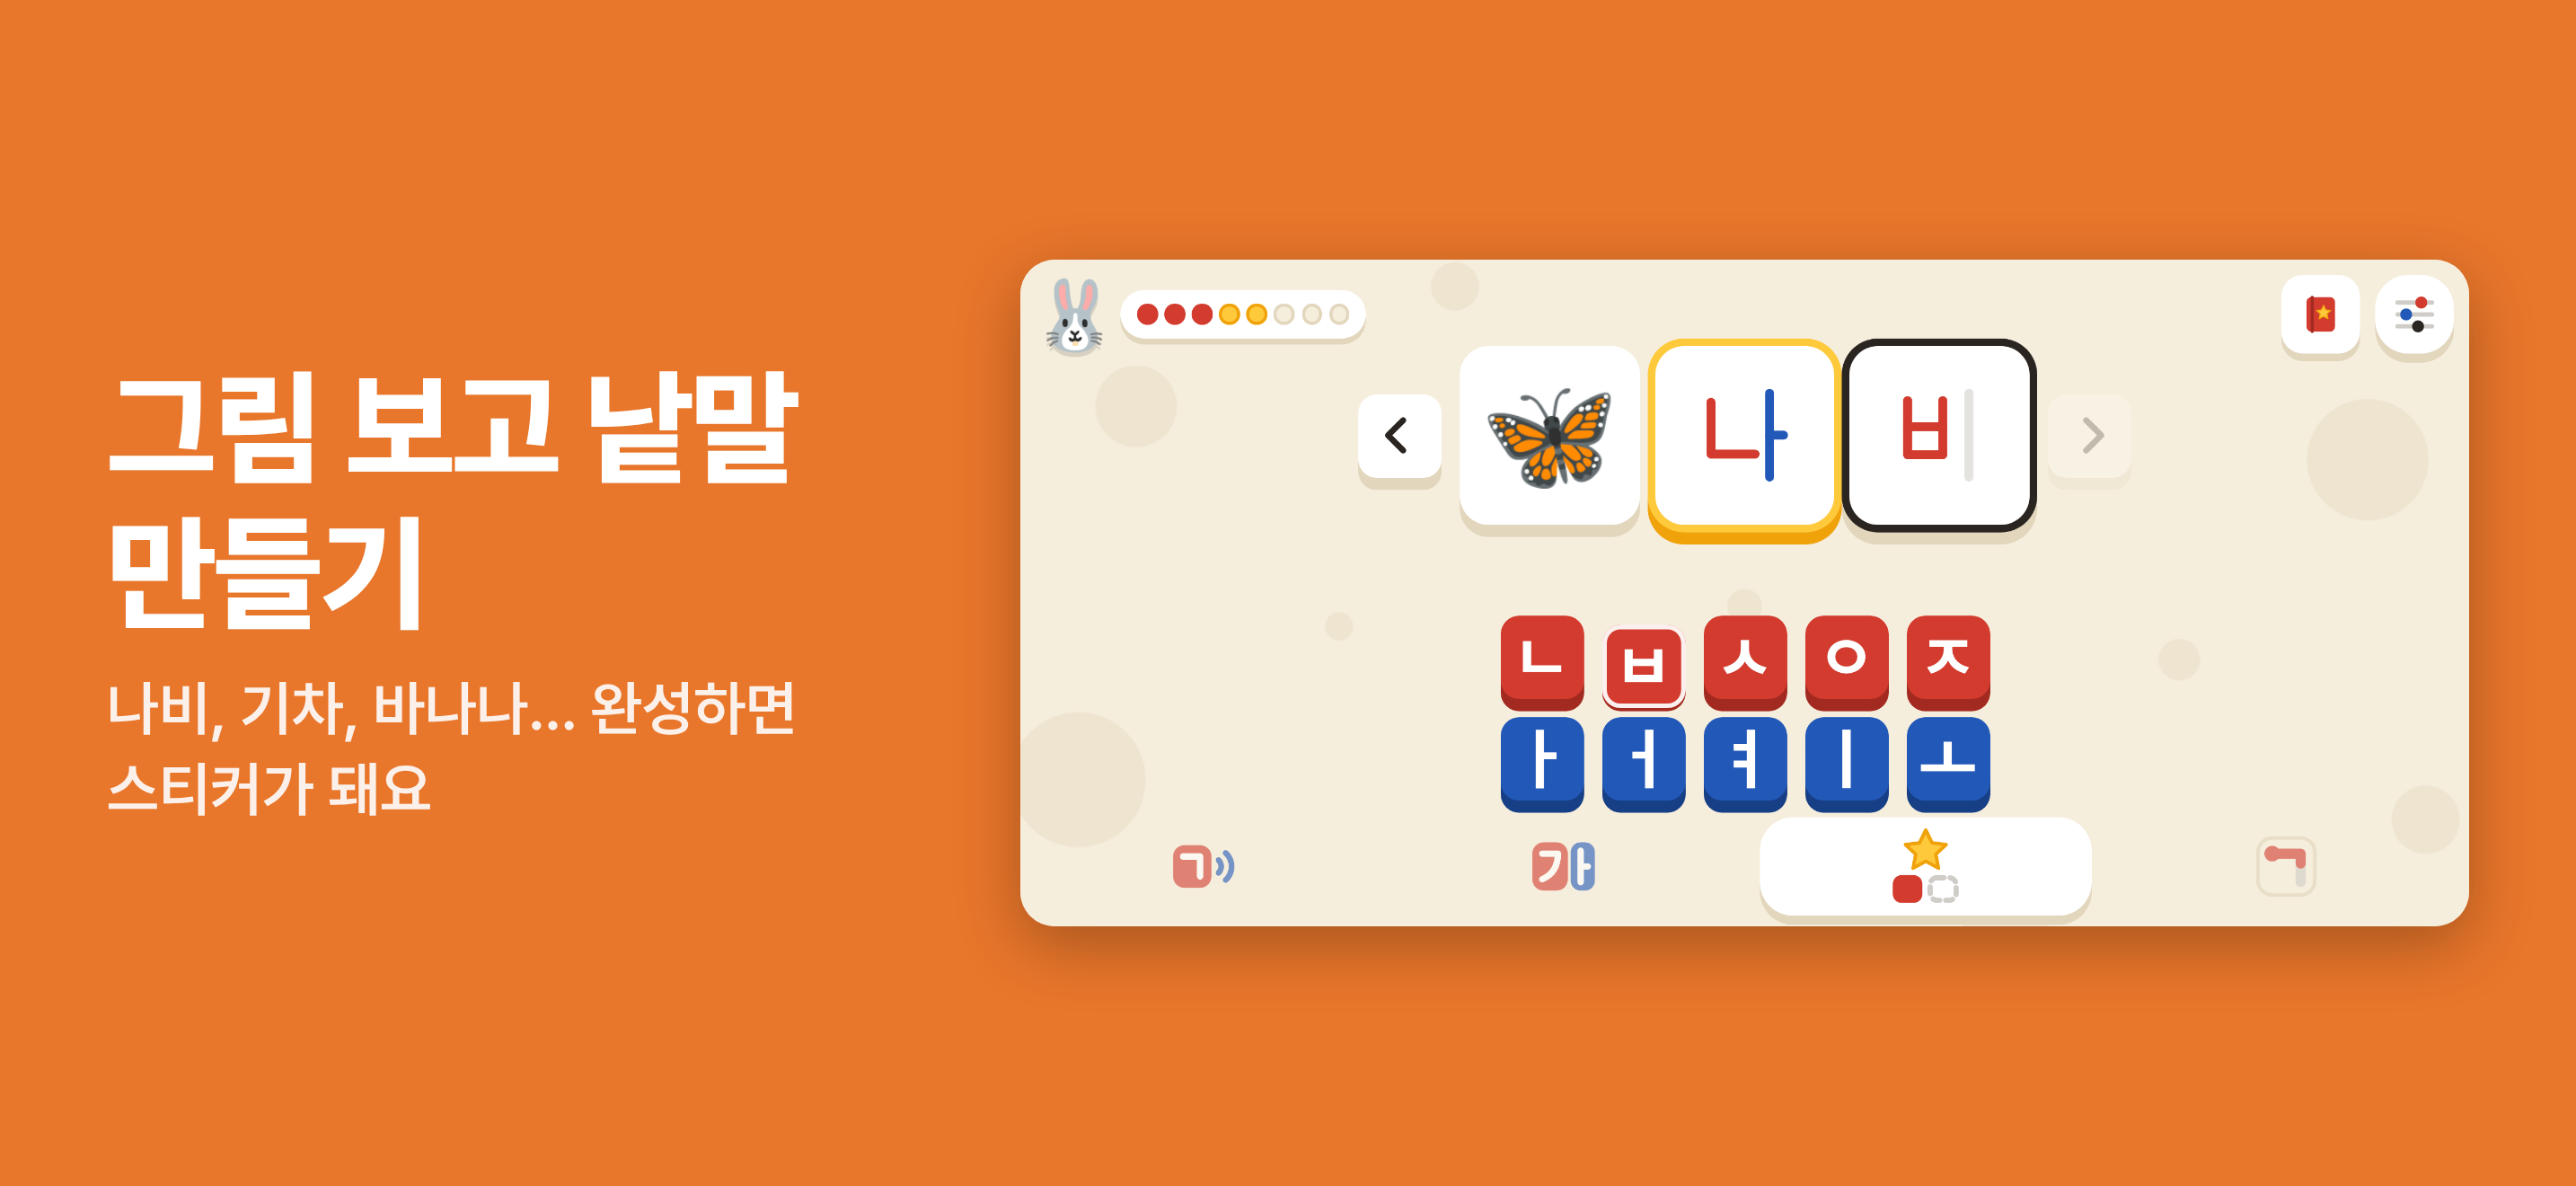 그림 보고 낱말
만들기
나비, 기차, 바나나... 완성하면
스티커가 돼요
나 비
ㄴ ㅂ ㅅ ㅇ ㅈ
ㅏ ㅓ ㅕ ㅣ ㅗ
ㄱ 가 ㄱ